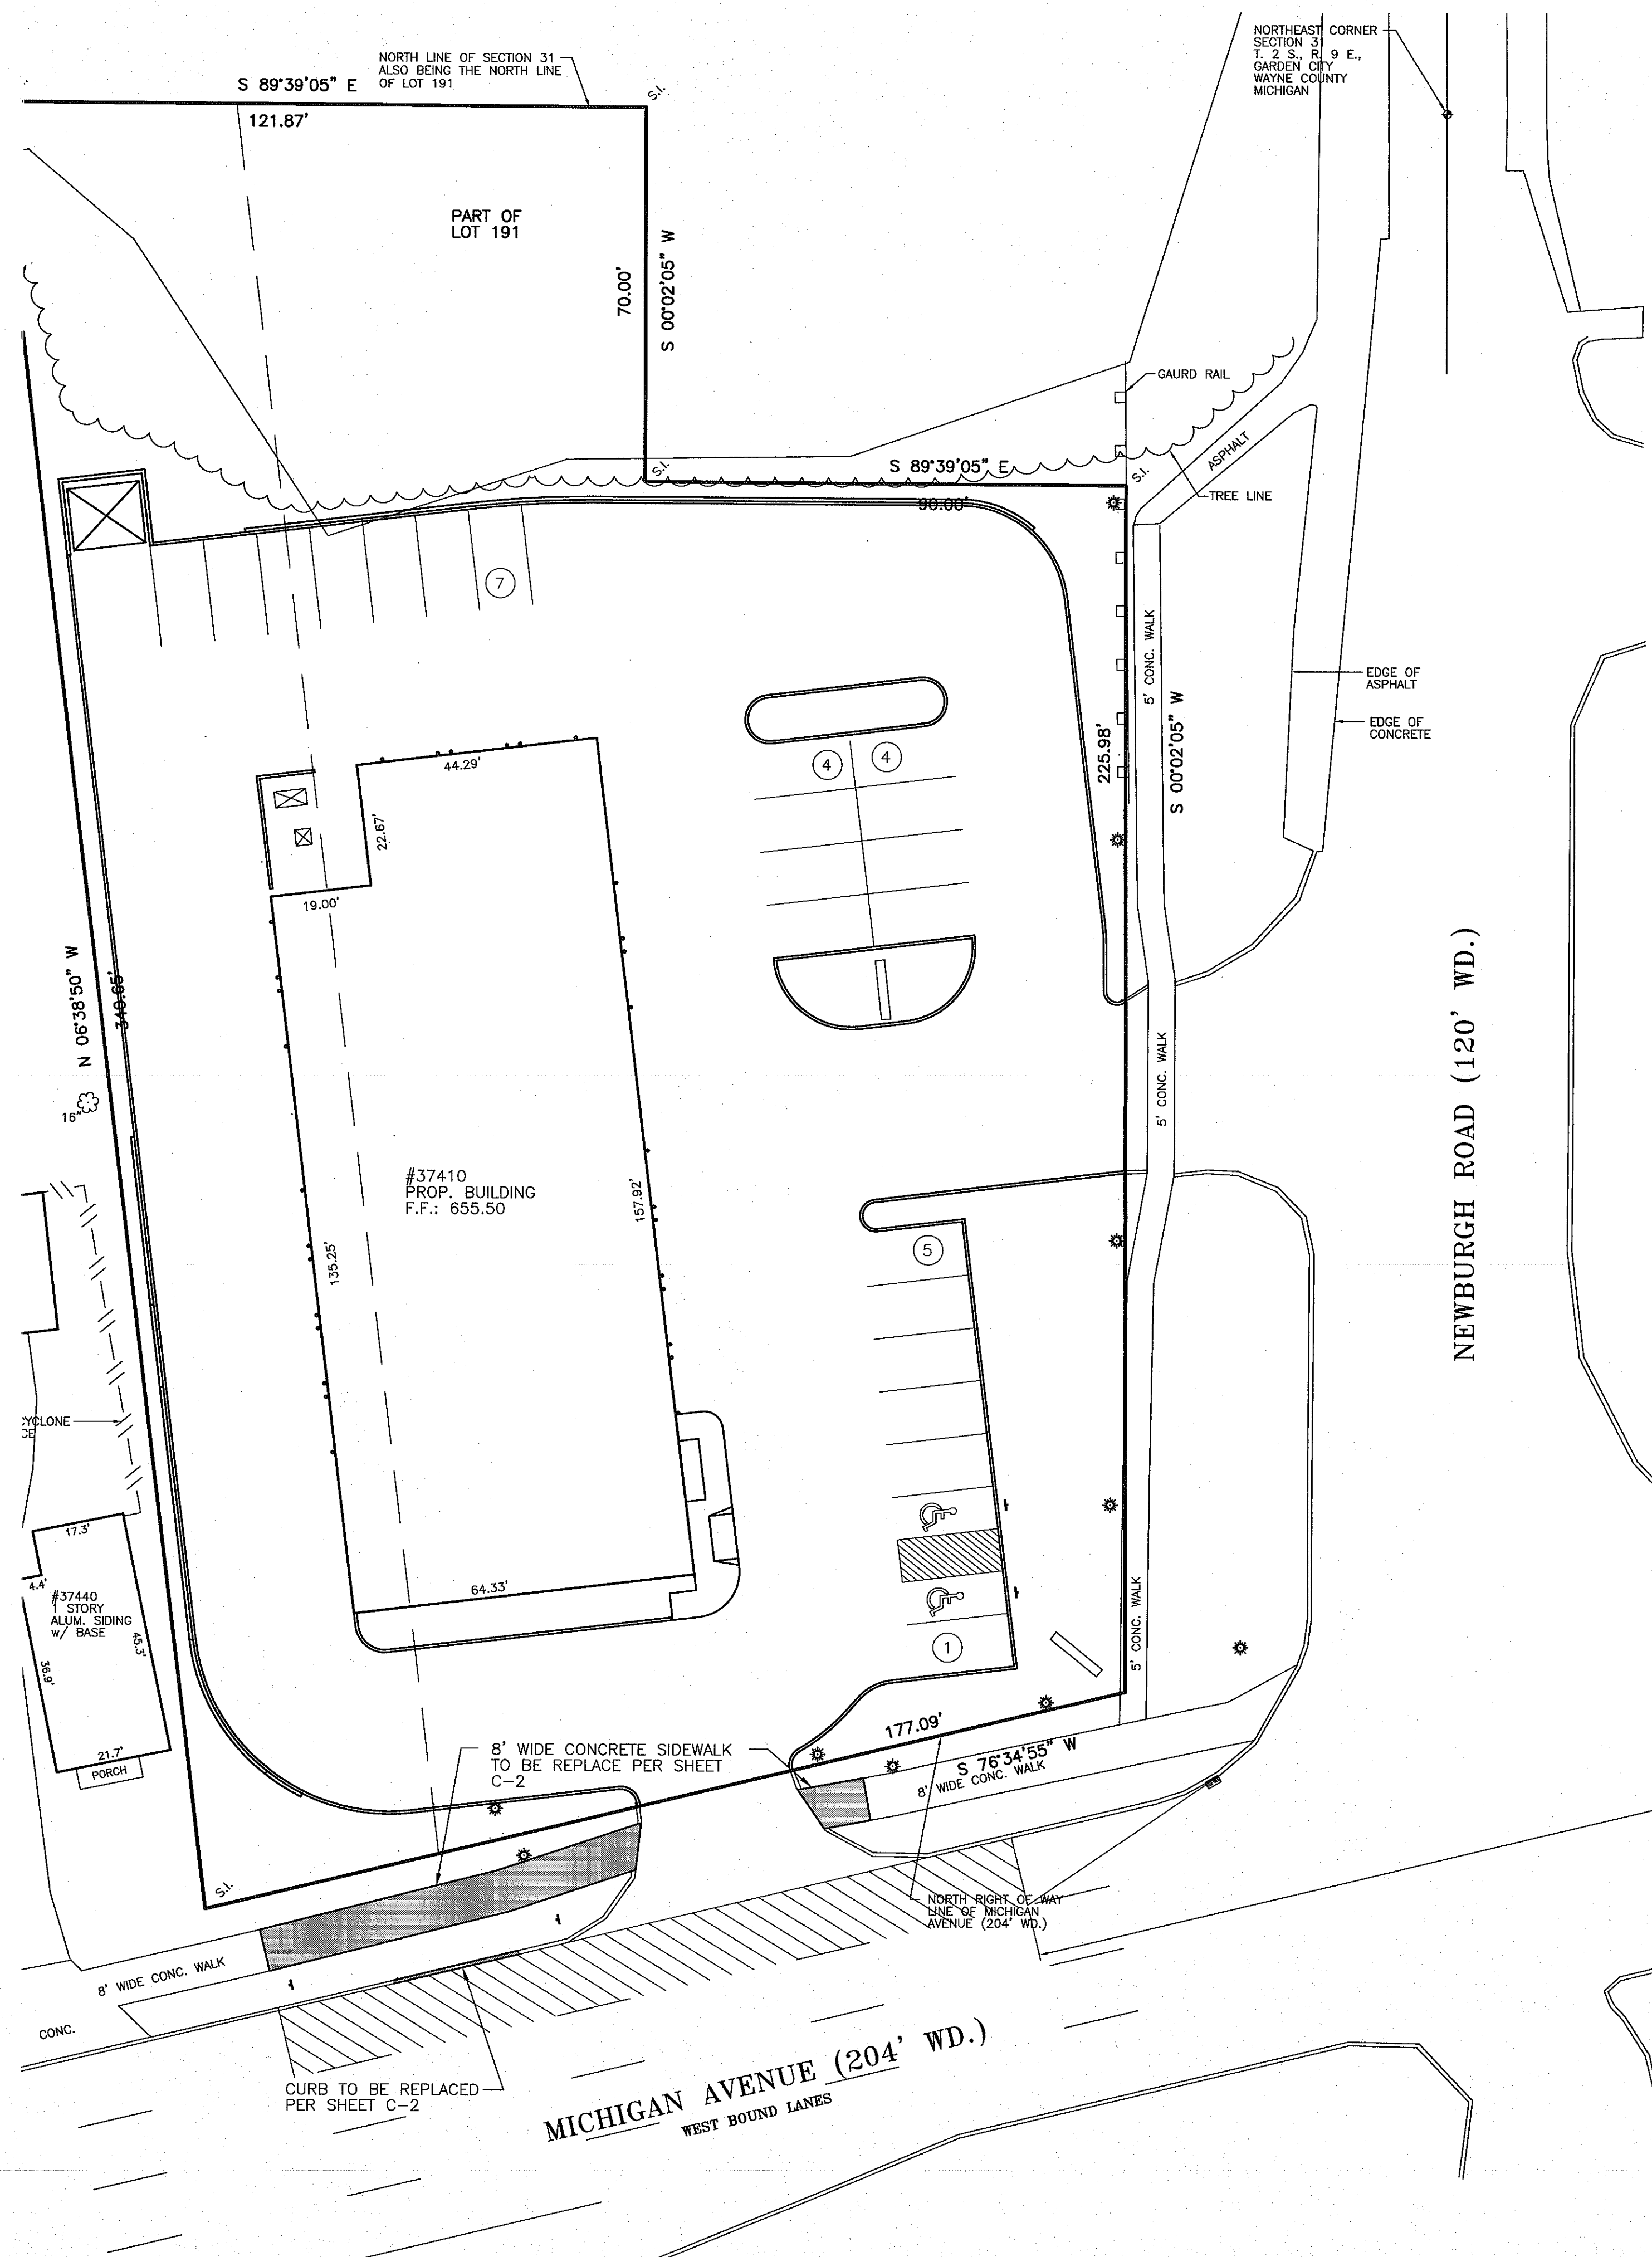 NORTHEAST CORNER
SECTION 31
T. 2 S., R. 9 E.,
GARDEN CITY
WAYNE COUNTY
MICHIGAN
NORTH LINE OF SECTION 31
ALSO BEING THE NORTH LINE
OF LOT 191
S 89°39'05" E
121.87'
S.I.
PART OF
LOT 191
70.00'
S 00°02'05" W
GAURD RAIL
ASPHALT
S.I.
S 89°39'05" E
S.I.
TREE LINE
90.00'
7
5' CONC. WALK
EDGE OF
ASPHALT
EDGE OF
CONCRETE
225.98'
S 00°02'05" W
4
4
44.29'
22.67'
19.00'
N 06°38'50" W
340.65'
16"
NEWBURGH ROAD (120' WD.)
5' CONC. WALK
#37410
PROP. BUILDING
F.F.: 655.50
157.92'
135.25'
5
YCLONE
CE
17.3'
4.4'
#37440
1 STORY
ALUM. SIDING
w/ BASE
45.3'
36.9'
21.7'
PORCH
64.33'
1
5' CONC. WALK
177.09'
S 76°34'55" W
8' WIDE CONC. WALK
8' WIDE CONCRETE SIDEWALK
TO BE REPLACE PER SHEET
C-2
S.I.
NORTH RIGHT OF WAY
LINE OF MICHIGAN
AVENUE (204' WD.)
8' WIDE CONC. WALK
CONC.
CURB TO BE REPLACED
PER SHEET C-2
MICHIGAN AVENUE (204' WD.)
WEST BOUND LANES